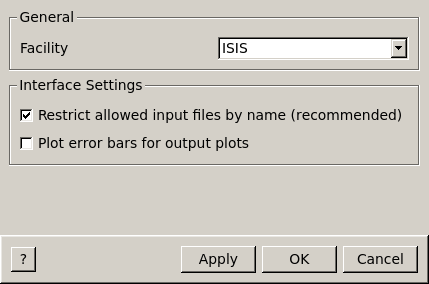 General
Facility
ISIS
Interface Settings
Restrict allowed input files by name (recommended)
Plot error bars for output plots
?
Apply
OK
Cancel